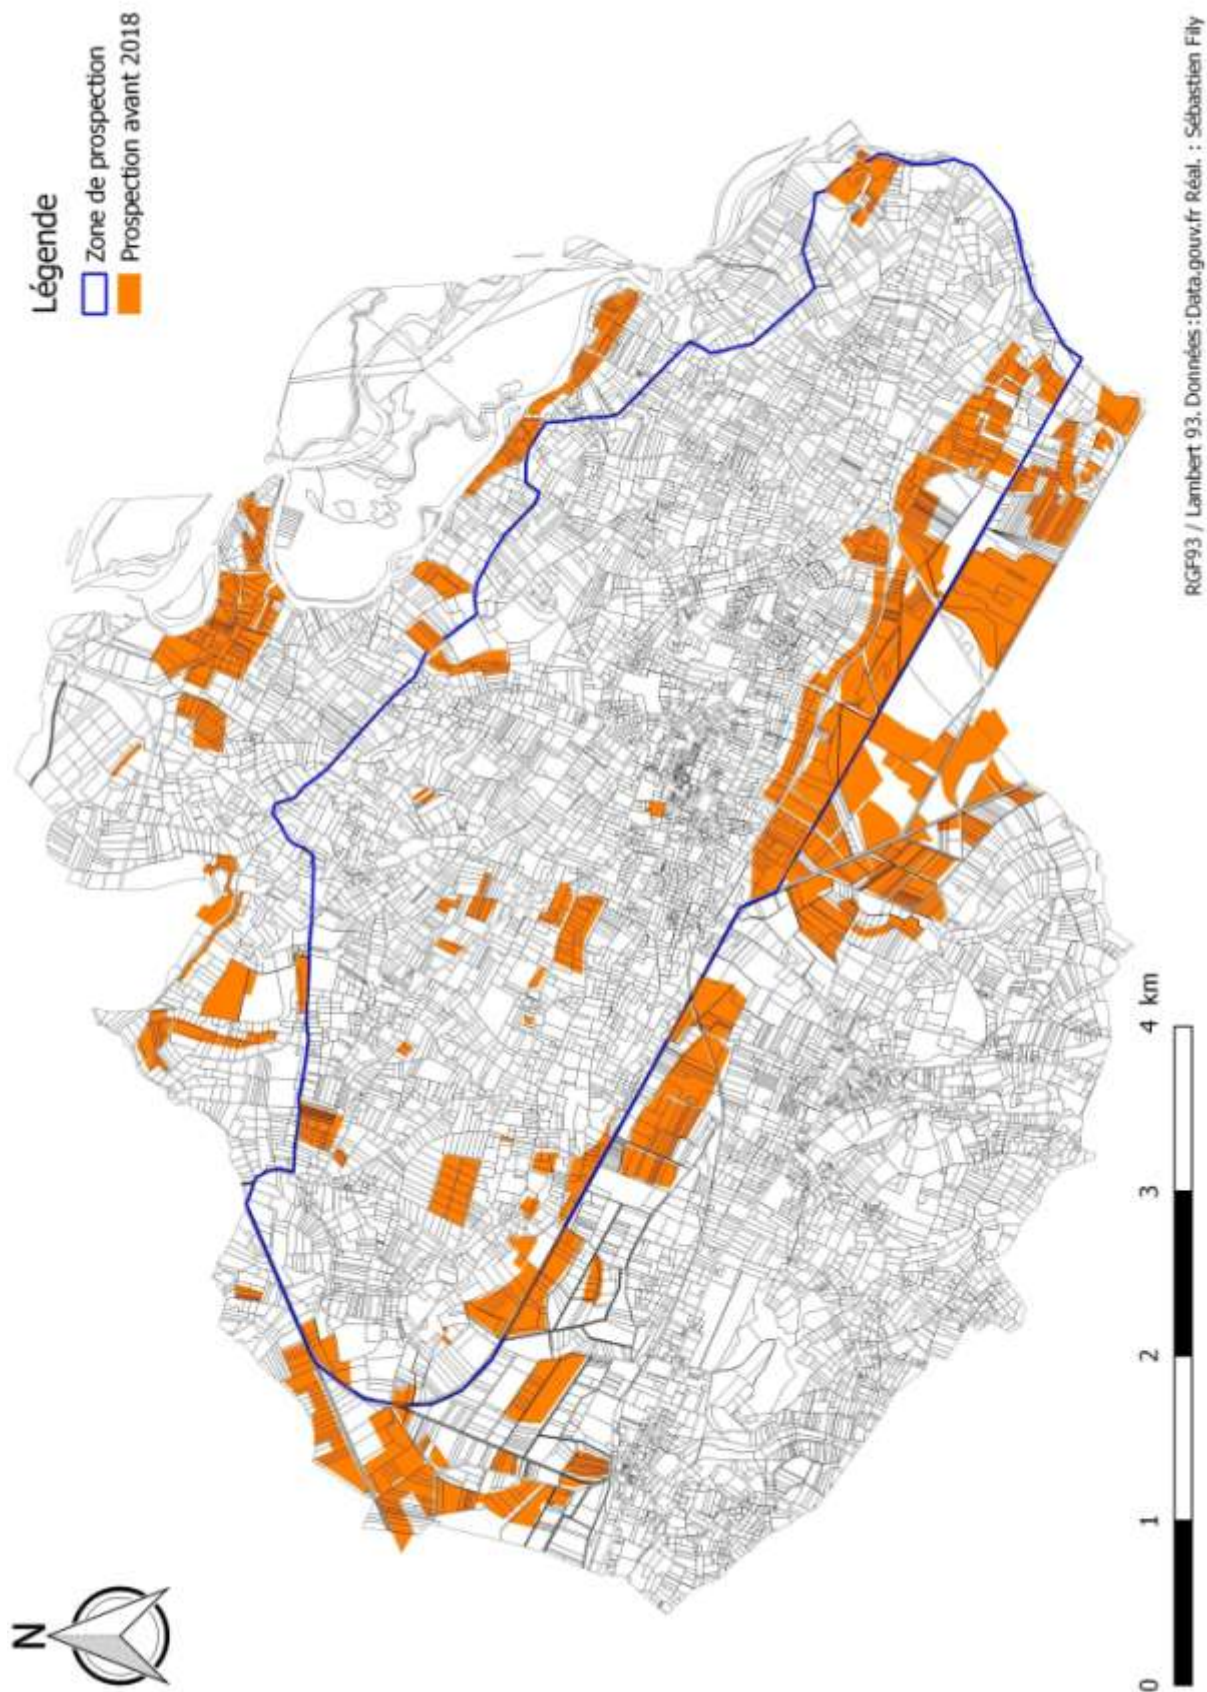 N
Légende
Zone de prospection
Prospection avant 2018
0 1 2 3 4 km
RGF93 / Lambert 93. Données :Data.gouv.fr Réal. : Sébastien Fily